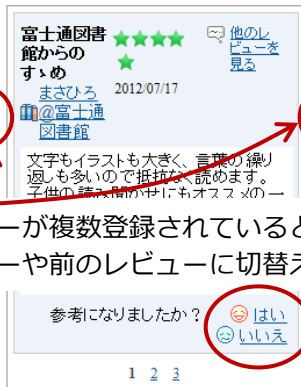 富士通図書
館からの
すゝめ
★★★★
★
他のレ
ビューを
見る
まさひろ
@富士通
図書館
2012/07/17
文字もイラストも大きく、言葉の繰り
返しも多いので抵抗なく読めます。
子供の読み聞かせにもオススメの一
ーが複数登録されていると
ーや前のレビューに切替え
参考になりましたか?
はい
いいえ
1 2 3